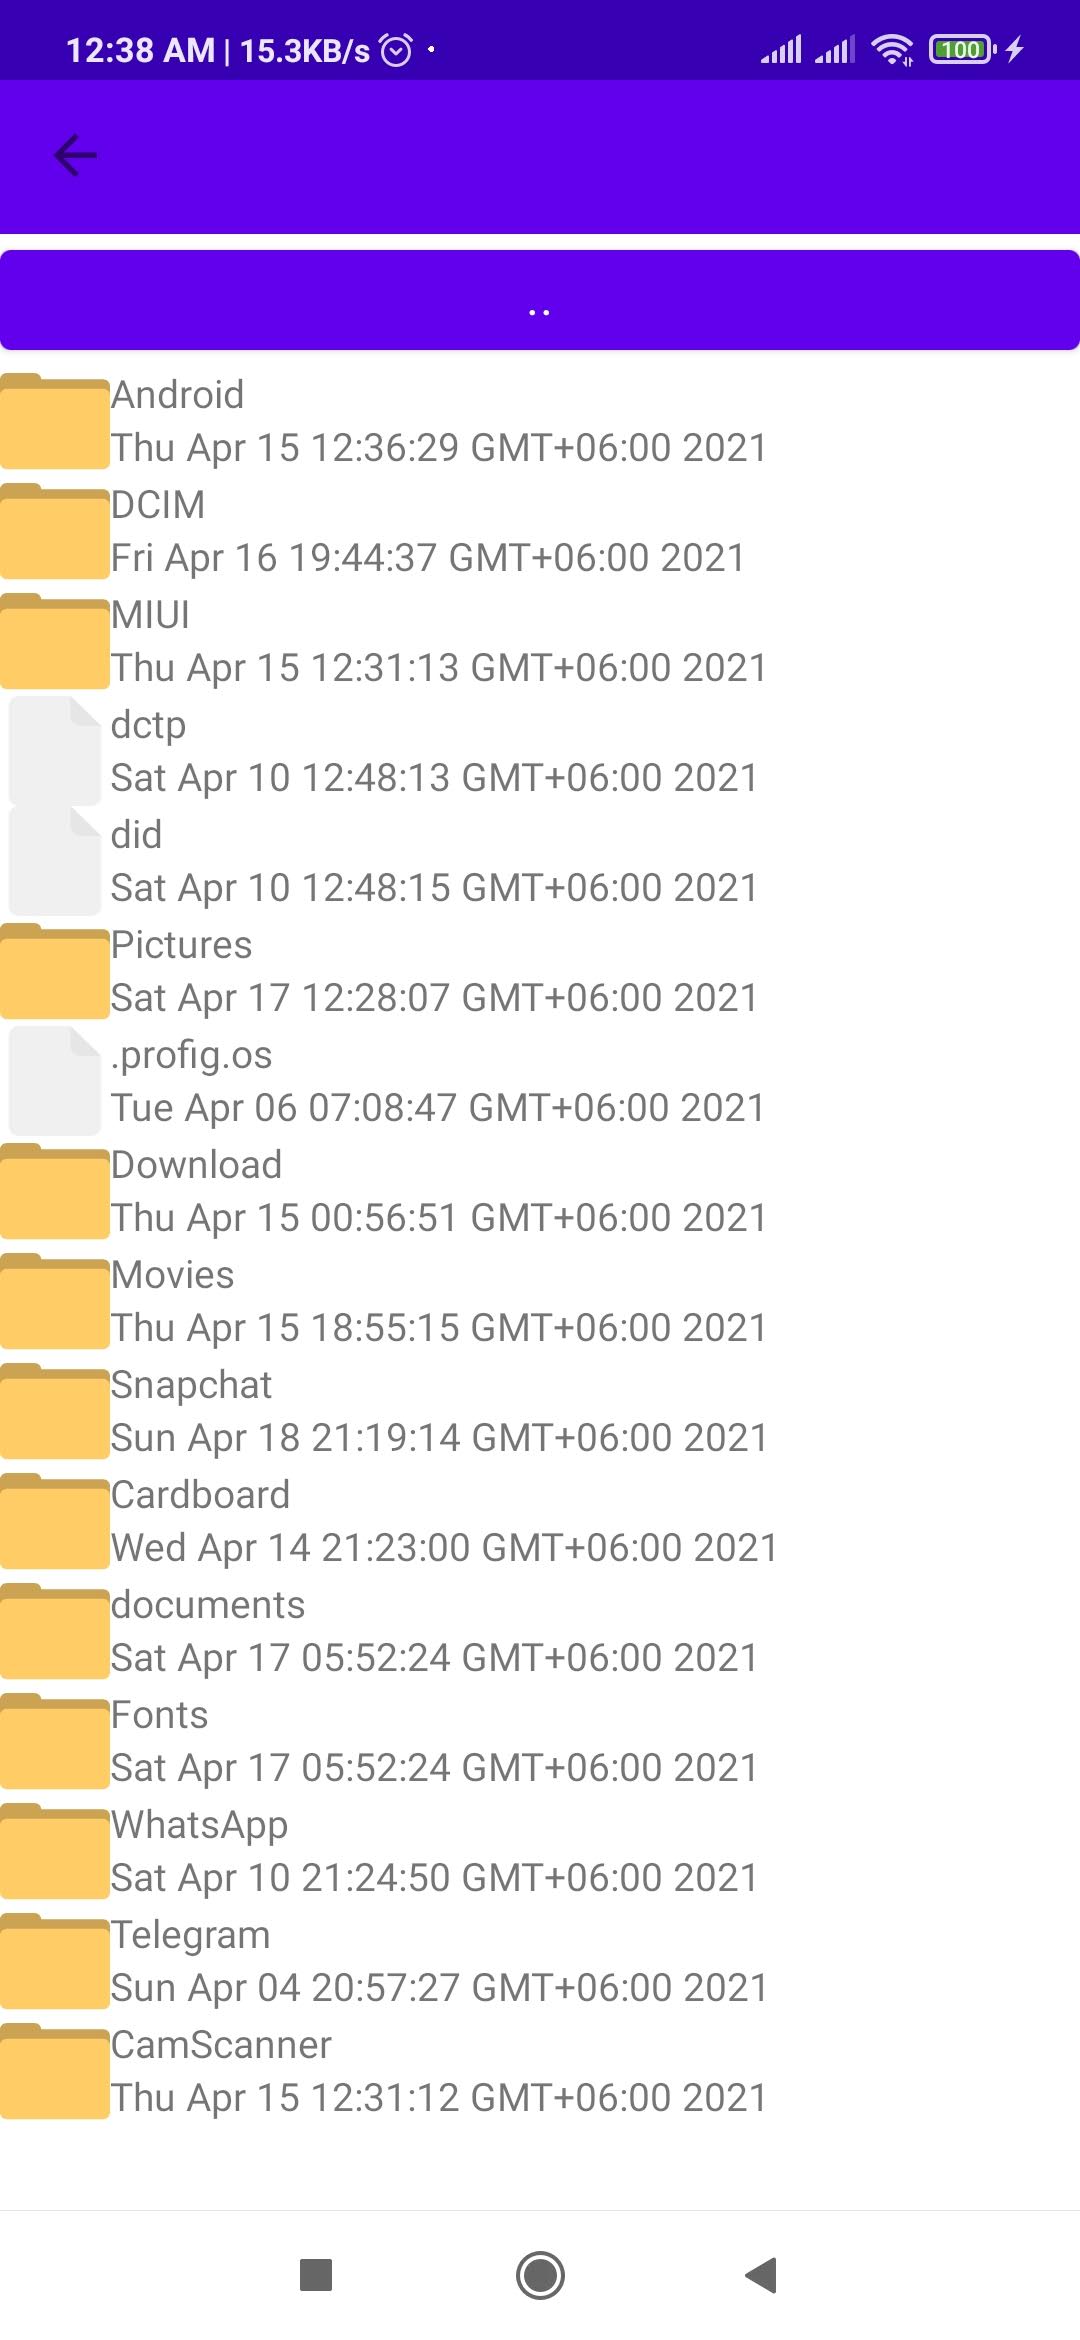 12:38 AM | 15.3KB/s
100
..
Android
Thu Apr 15 12:36:29 GMT+06:00 2021
DCIM
Fri Apr 16 19:44:37 GMT+06:00 2021
MIUI
Thu Apr 15 12:31:13 GMT+06:00 2021
dctp
Sat Apr 10 12:48:13 GMT+06:00 2021
did
Sat Apr 10 12:48:15 GMT+06:00 2021
Pictures
Sat Apr 17 12:28:07 GMT+06:00 2021
.profig.os
Tue Apr 06 07:08:47 GMT+06:00 2021
Download
Thu Apr 15 00:56:51 GMT+06:00 2021
Movies
Thu Apr 15 18:55:15 GMT+06:00 2021
Snapchat
Sun Apr 18 21:19:14 GMT+06:00 2021
Cardboard
Wed Apr 14 21:23:00 GMT+06:00 2021
documents
Sat Apr 17 05:52:24 GMT+06:00 2021
Fonts
Sat Apr 17 05:52:24 GMT+06:00 2021
WhatsApp
Sat Apr 10 21:24:50 GMT+06:00 2021
Telegram
Sun Apr 04 20:57:27 GMT+06:00 2021
CamScanner
Thu Apr 15 12:31:12 GMT+06:00 2021